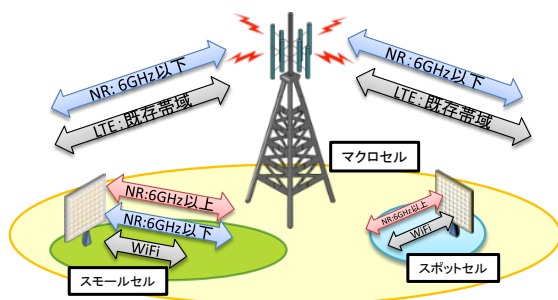 NR:6GHz以下
LTE:既存帯域
NR:6GHz以下
LTE:既存帯域
マクロセル
NR:6GHz以上
NR:6GHz以下
WiFi
スモールセル
NR:6GHz以上
WiFi
スポットセル